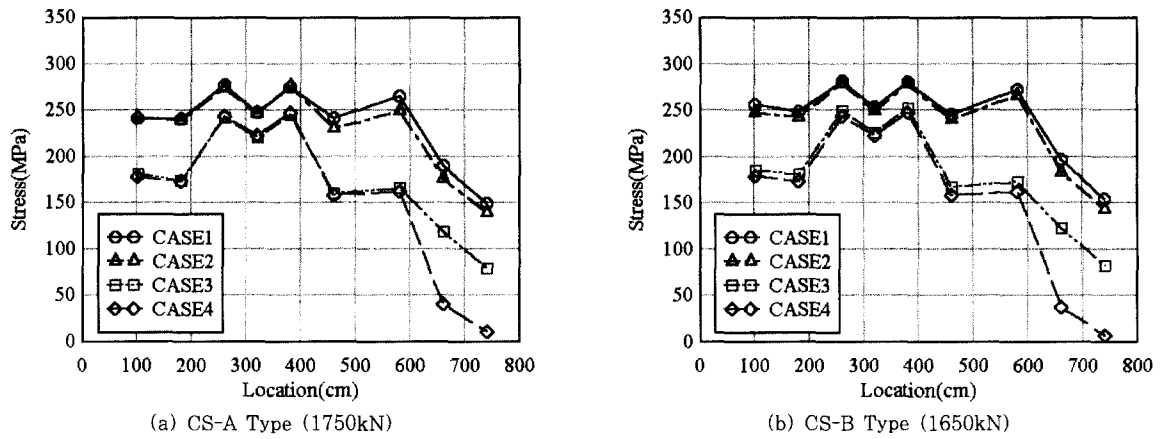 350
300
250
200
150
100
50
0
Stress(MPa)
CASE1
CASE2
CASE3
CASE4
0 100 200 300 400 500 600 700 800
Location(cm)
(a) CS-A Type (1750kN)
350
300
250
200
150
100
50
0
Stress(MPa)
CASE1
CASE2
CASE3
CASE4
0 100 200 300 400 500 600 700 800
Location(cm)
(b) CS-B Type (1650kN)